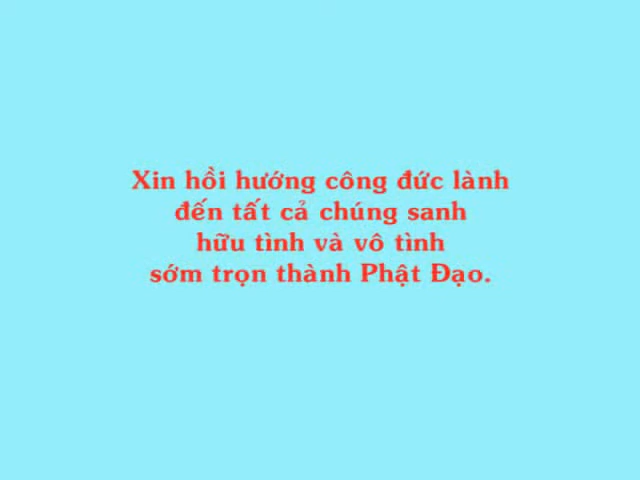 Xin hồi hướng công đức lành
đến tất cả chúng sanh
hữu tình và vô tình
sớm trọn thành Phật Đạo.